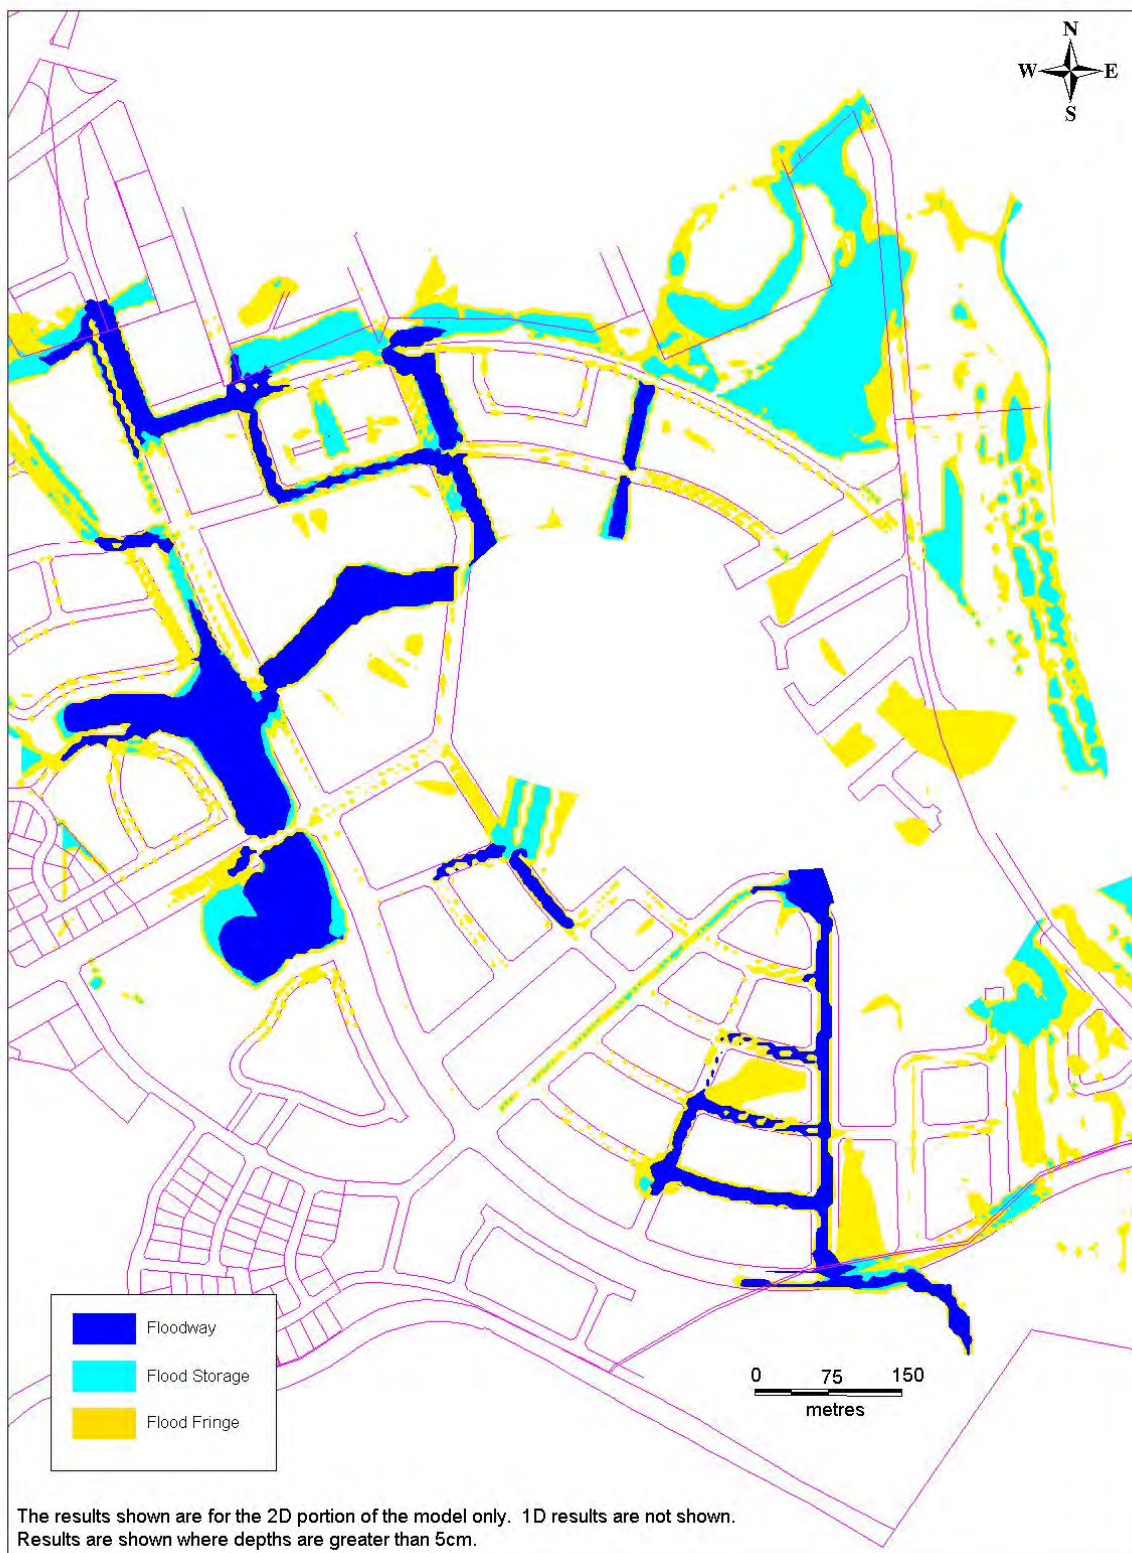 N
W E
S
Floodway
Flood Storage
Flood Fringe
0 75 150
metres
The results shown are for the 2D portion of the model only. 1D results are not shown.
Results are shown where depths are greater than 5cm.